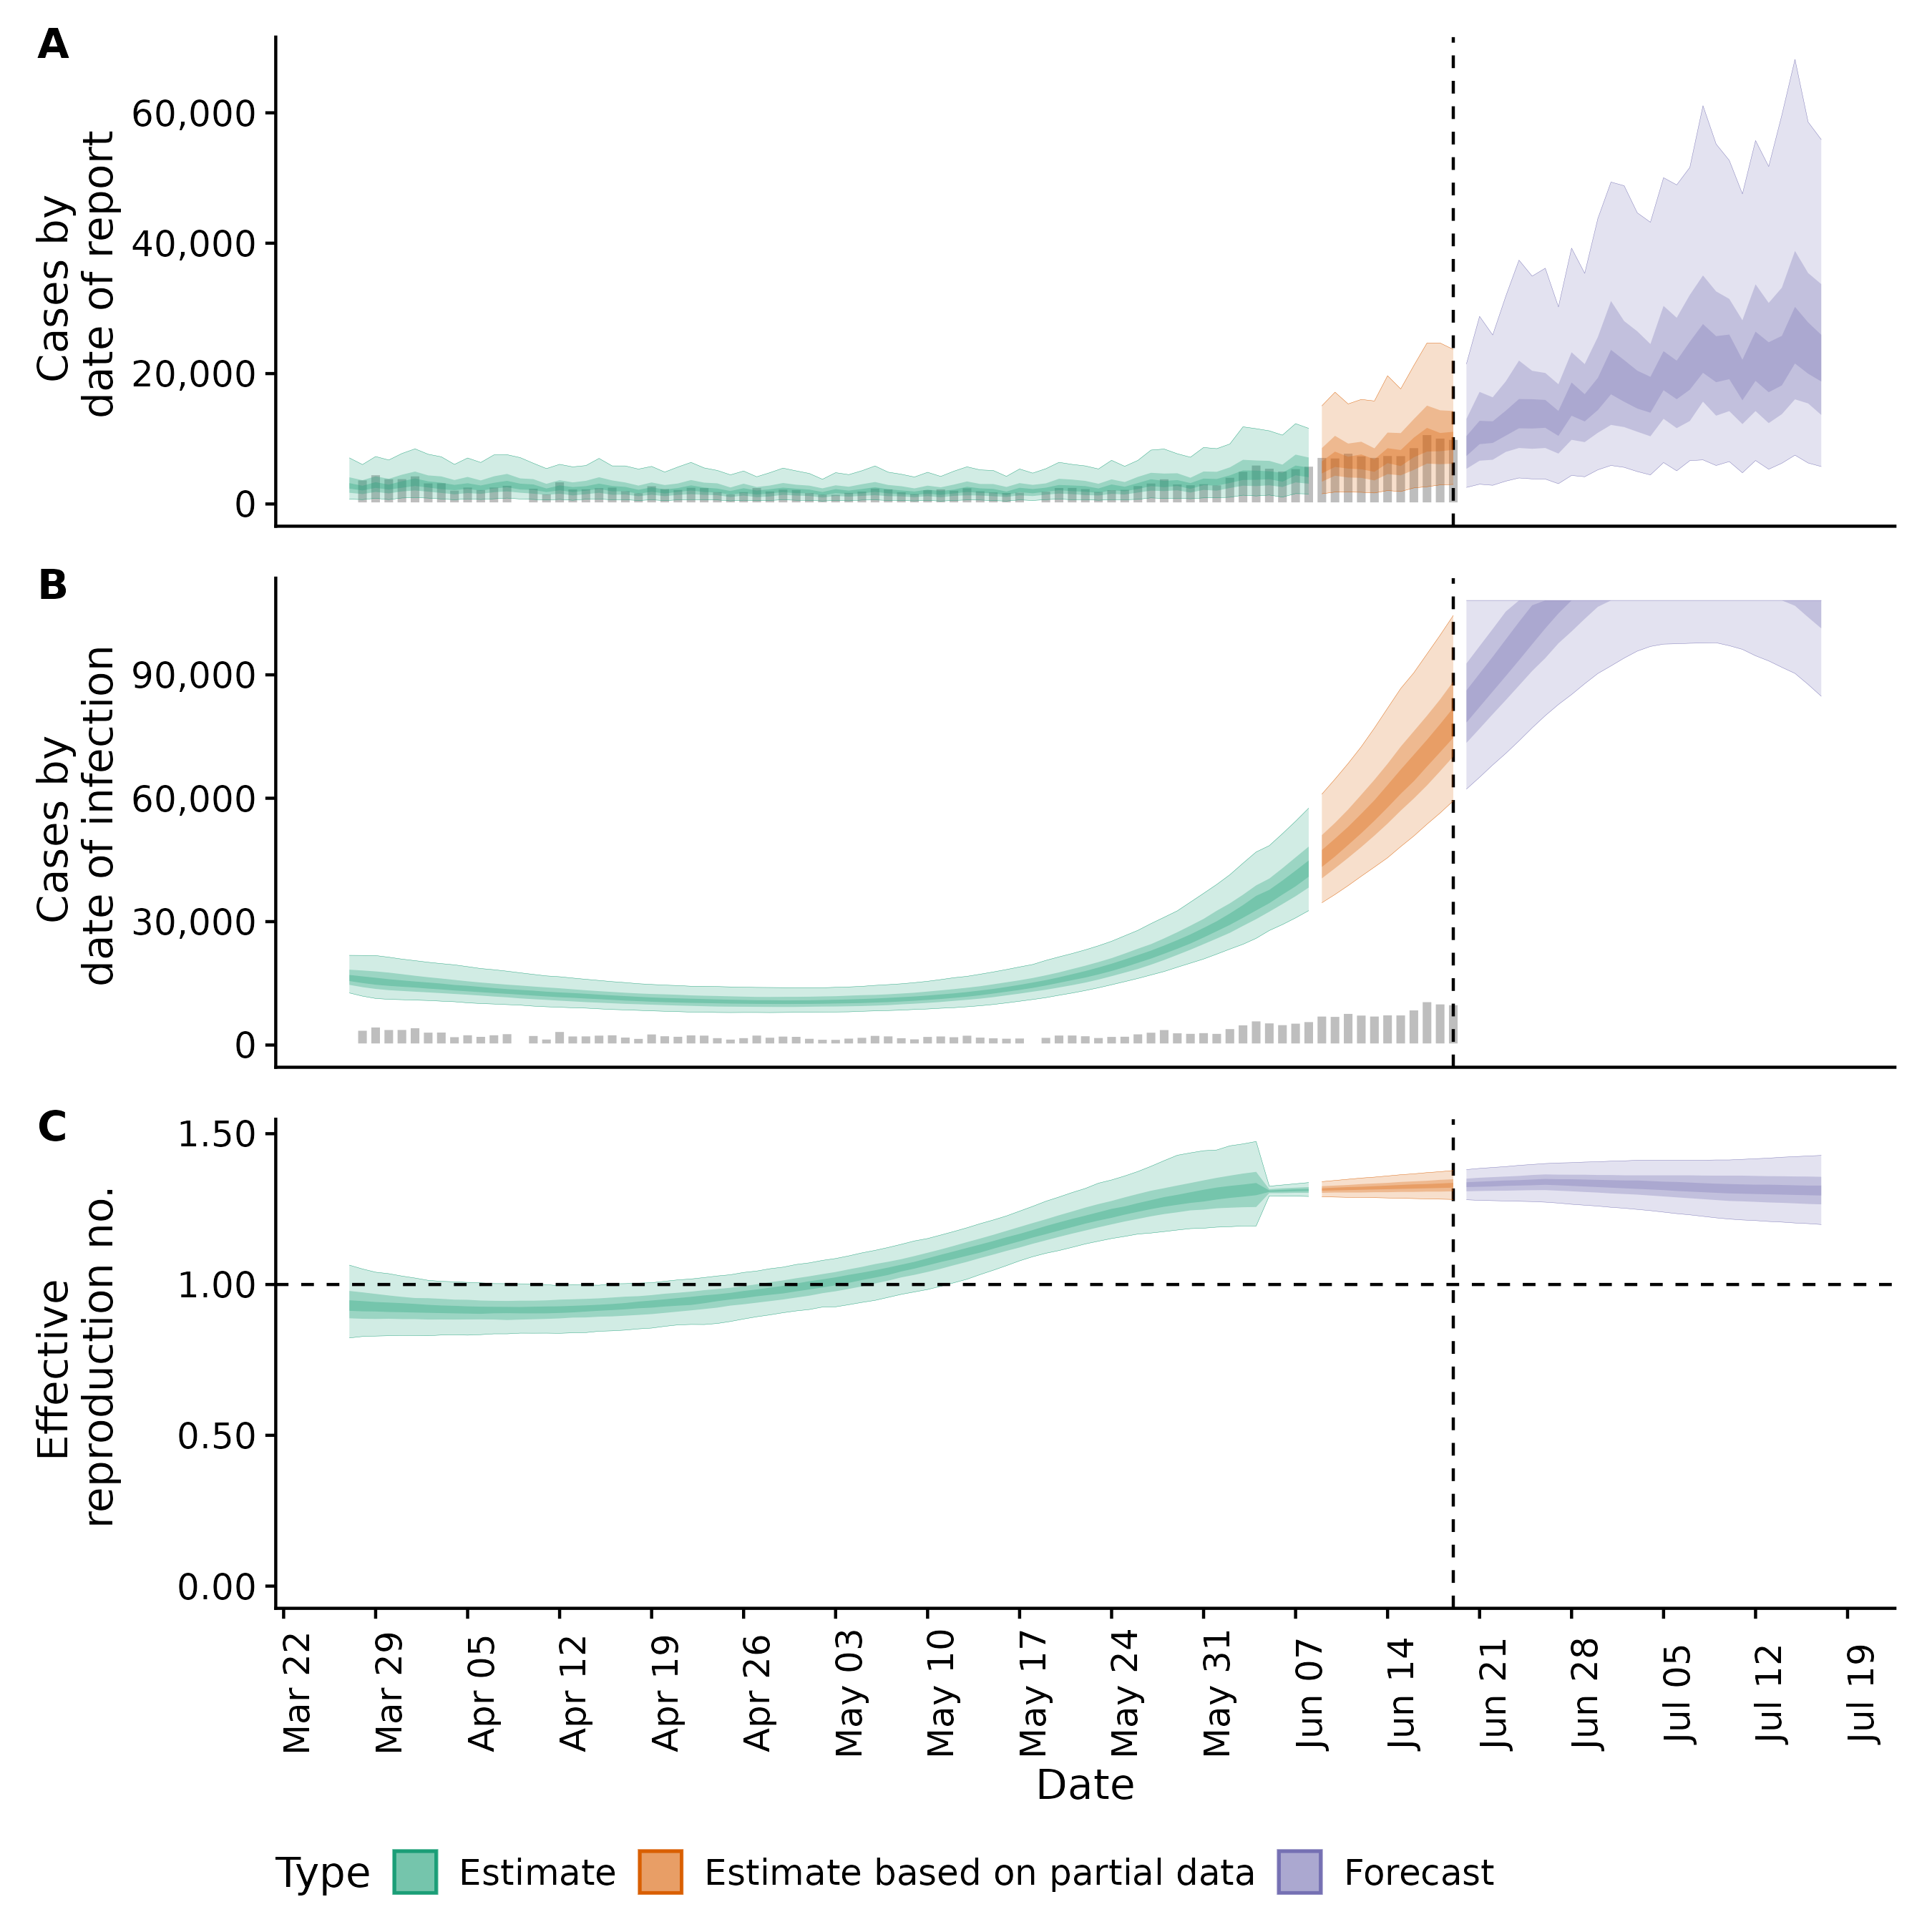 A
Cases by
date of report
60,000
40,000
20,000
0
B
Cases by
date of infection
90,000
60,000
30,000
0
C
Effective
reproduction no.
1.50
1.00
0.50
0.00
Mar 22
Mar 29
Apr 05
Apr 12
Apr 19
Apr 26
May 03
May 10
May 17
May 24
May 31
Jun 07
Jun 14
Jun 21
Jun 28
Jul 05
Jul 12
Jul 19
Date
Type Estimate Estimate based on partial data Forecast